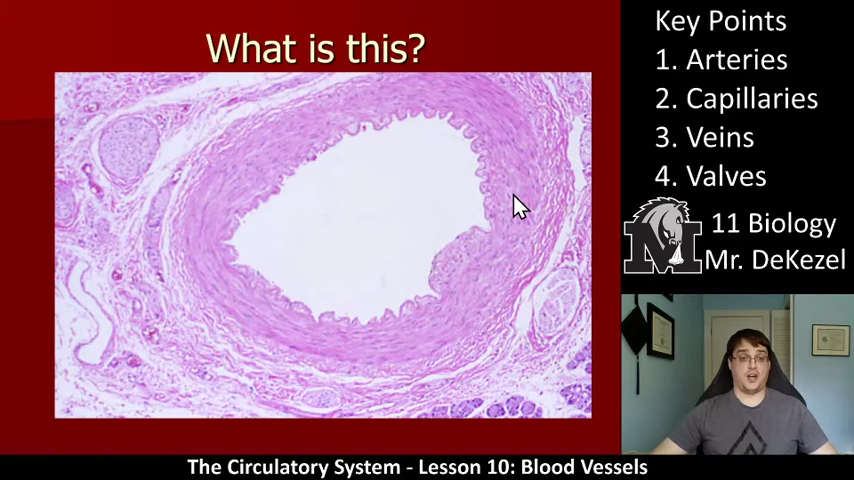 What is this?
Key Points
1. Arteries
2. Capillaries
3. Veins
4. Valves
M
11 Biology
Mr. DeKezel
The Circulatory System - Lesson 10: Blood Vessels